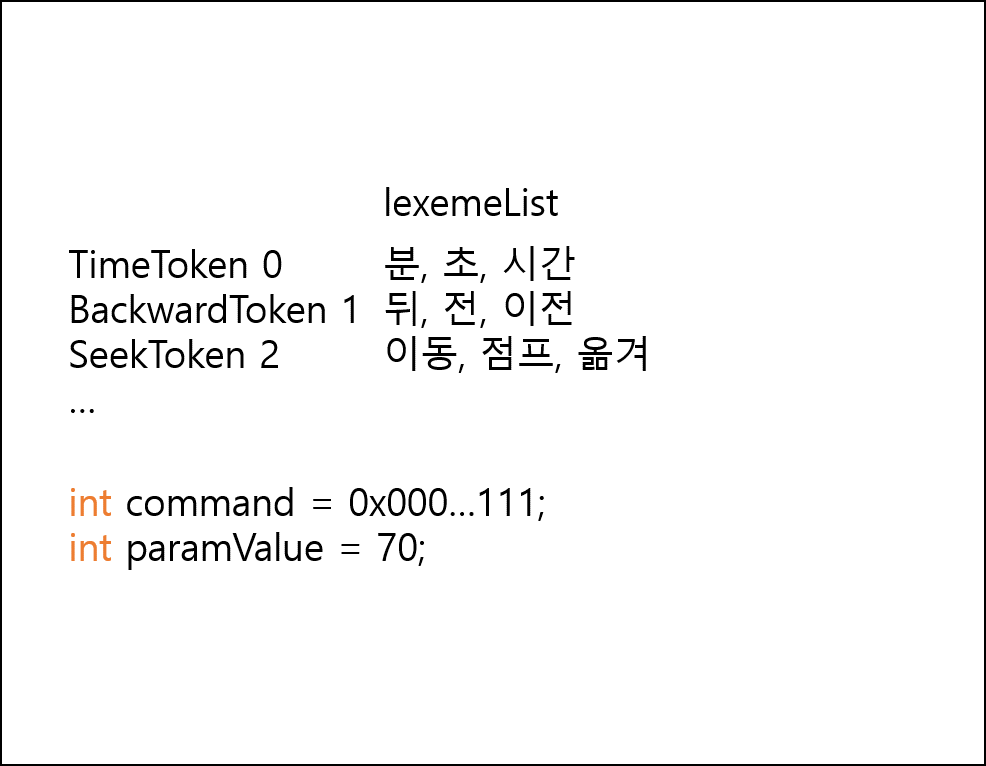 lexemeList
TimeToken 0 분, 초, 시간
BackwardToken 1 뒤, 전, 이전
SeekToken 2 이동, 점프, 옮겨
...
int command = 0x000...111;
int paramValue = 70;